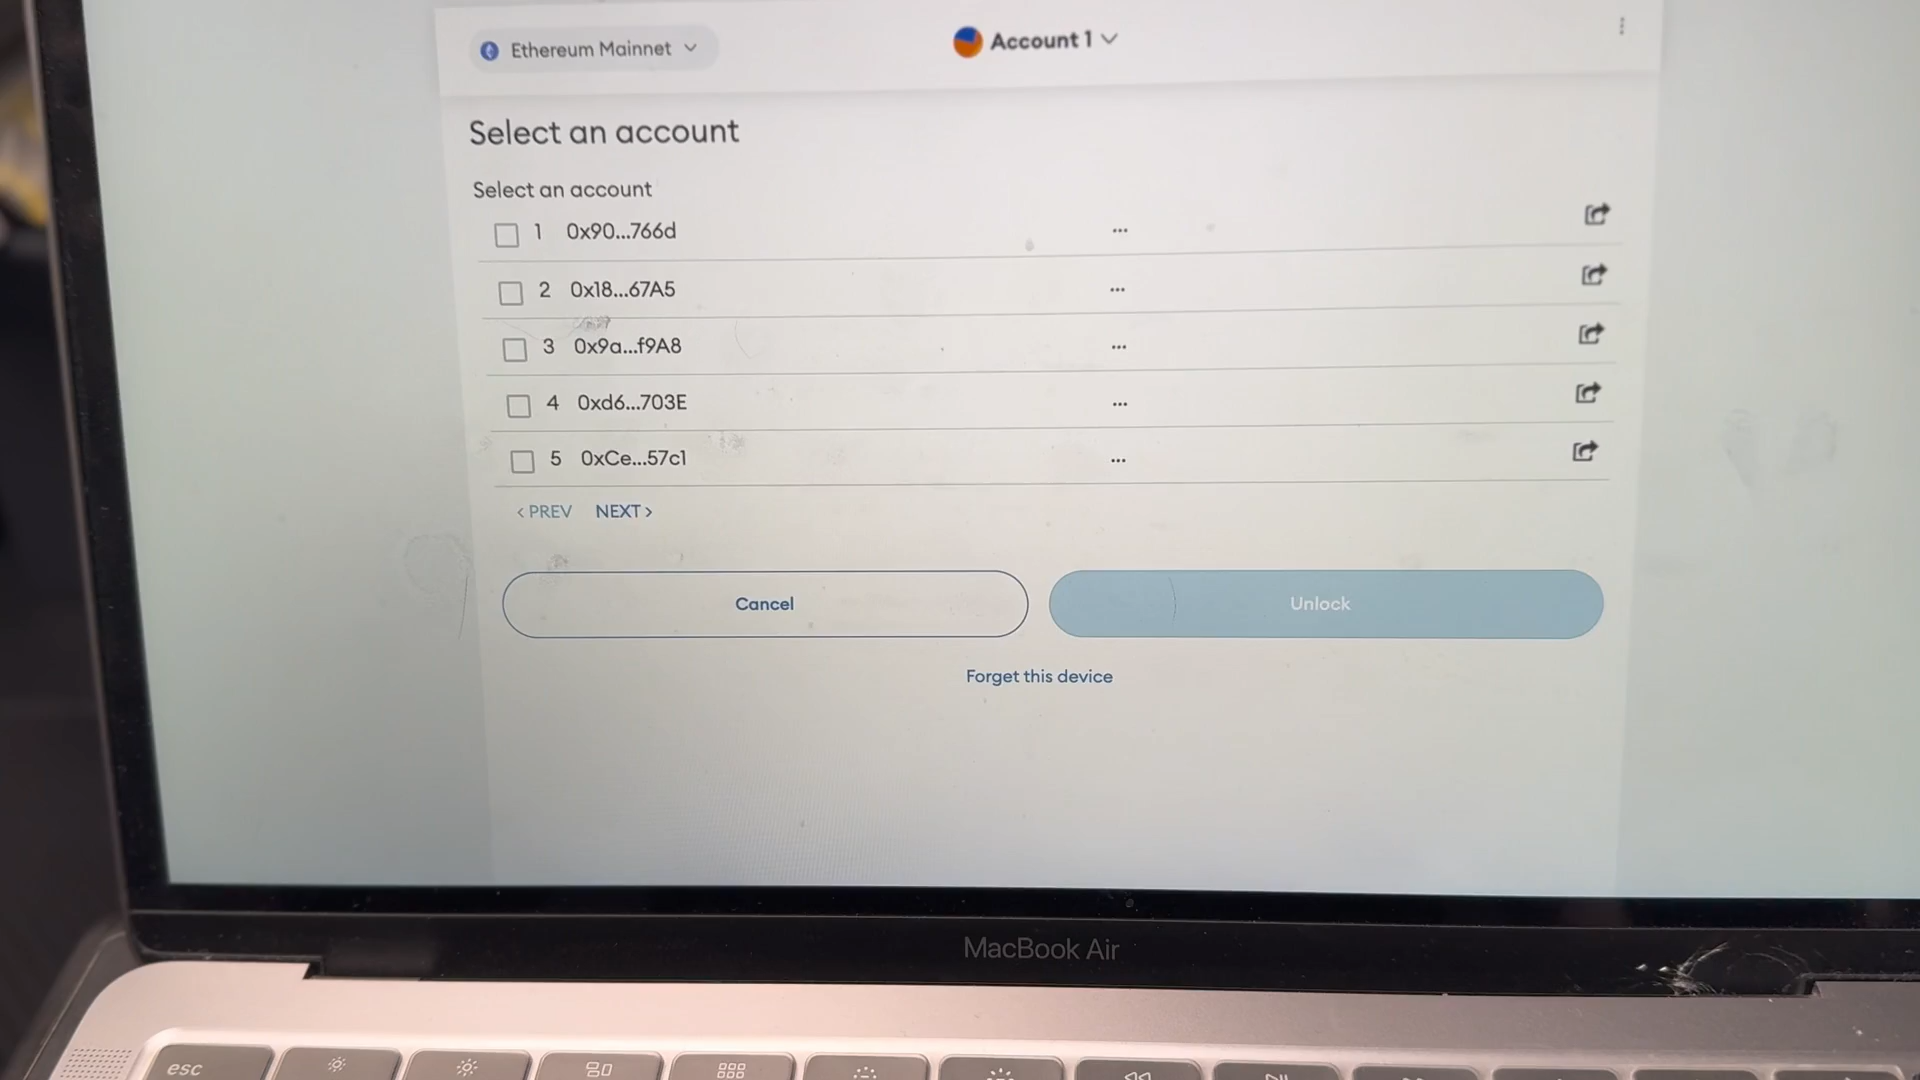 Ethereum Mainnet
Account 1
Select an account
Select an account
1 0x90...766d ...
2 0x18...67A5 ...
3 0x9a...f9A8 ...
4 0xd6...703E ...
5 0xCe...57c1 ...
< PREV NEXT >
Cancel
Unlock
Forget this device
MacBook Air
esc